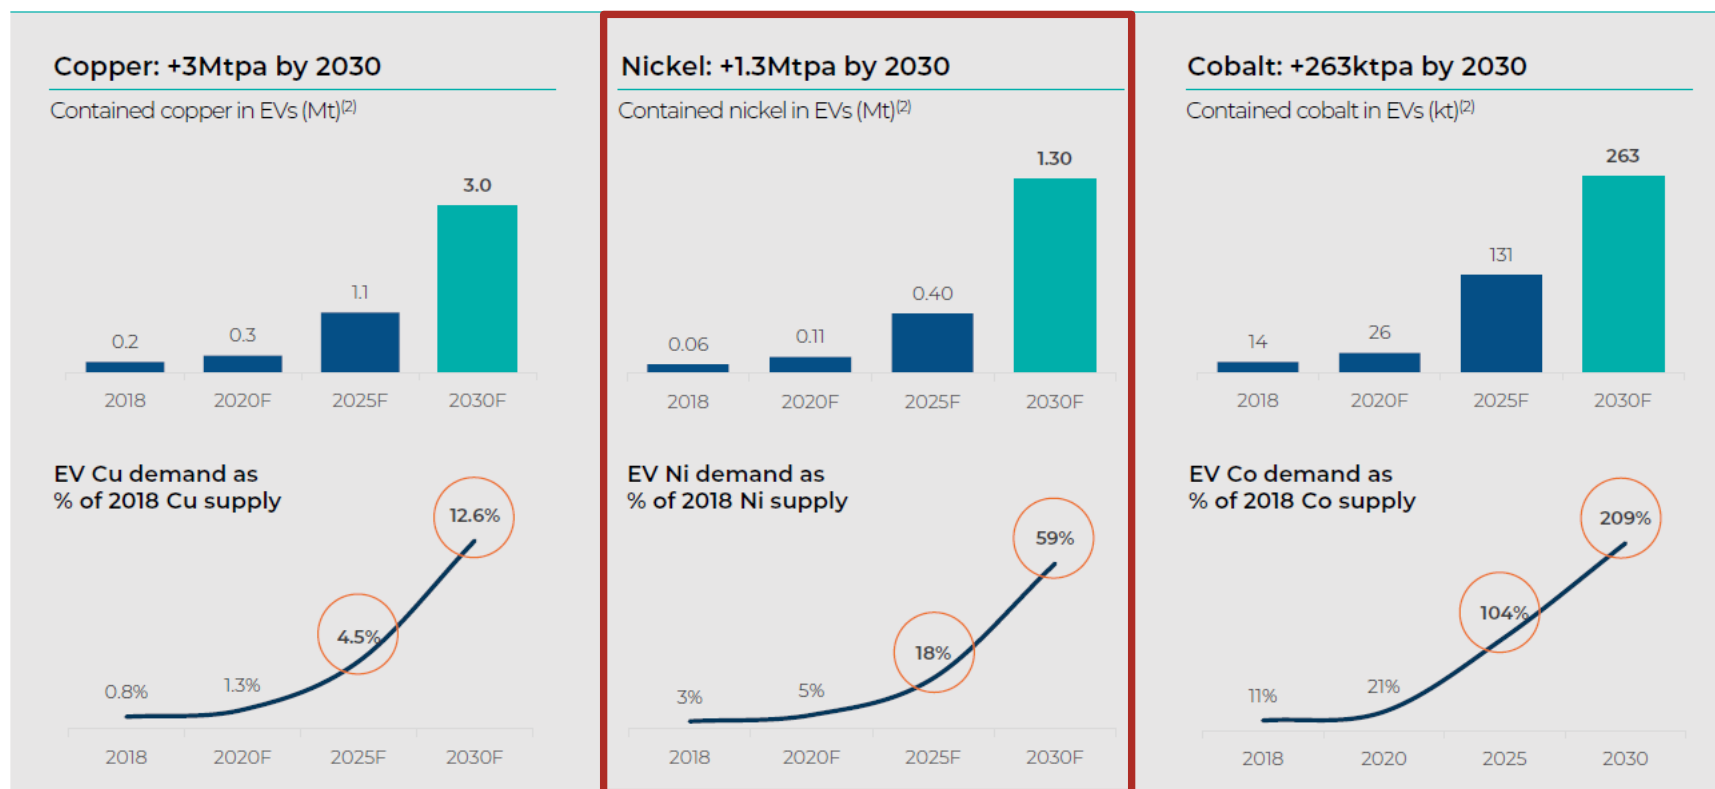 Copper: +3Mtpa by 2030
Contained copper in EVs (Mt)(2)
3.0
1.1
0.3
0.2
2018 2020F 2025F 2030F
EV Cu demand as
% of 2018 Cu supply
12.6%
4.5%
1.3%
0.8%
2018 2020F 2025F 2030F
Nickel: +1.3Mtpa by 2030
Contained nickel in EVs (Mt)(2)
1.30
0.40
0.11
0.06
2018 2020F 2025F 2030F
EV Ni demand as
% of 2018 Ni supply
59%
18%
5%
3%
2018 2020F 2025F 2030F
Cobalt: +263ktpa by 2030
Contained cobalt in EVs (kt)(2)
263
131
26
14
2018 2020F 2025F 2030F
EV Co demand as
% of 2018 Co supply
209%
104%
21%
11%
2018 2020 2025 2030